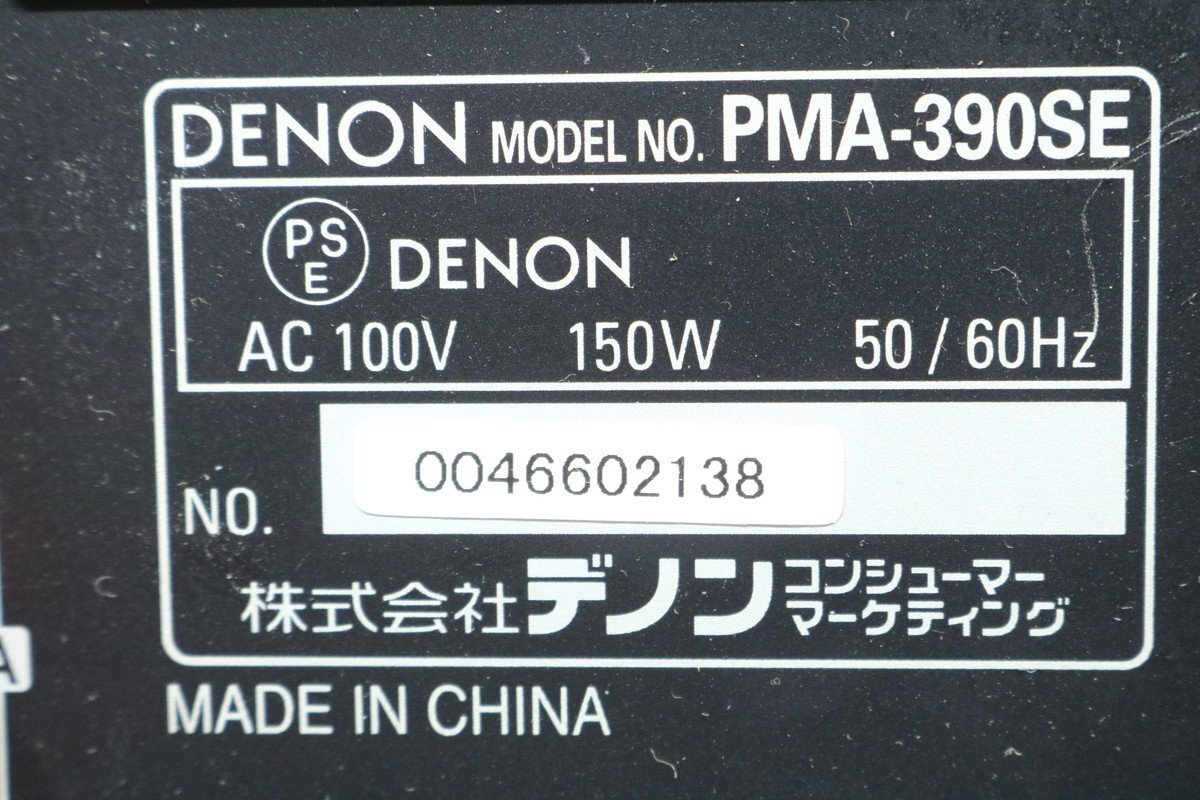 DENON MODEL NO. PMA-390SE
PS
E
DENON
AC 100V 150W 50 / 60Hz
NO. 0046602138
株式会社デノン コンシューマー
マーケティング
MADE IN CHINA